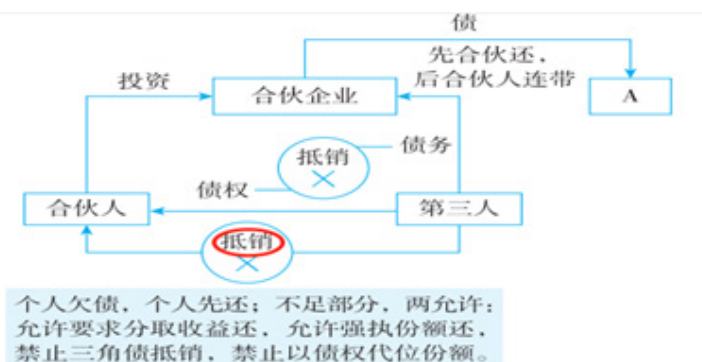 债
先合伙还，
后合伙人连带
投资
合伙企业
A
抵销
债务
债权
合伙人
第三人
抵销
个人欠债，个人先还；不足部分，两允许：
允许要求分取收益还，允许强执份额还，
禁止三角债抵销，禁止以债权代位份额。